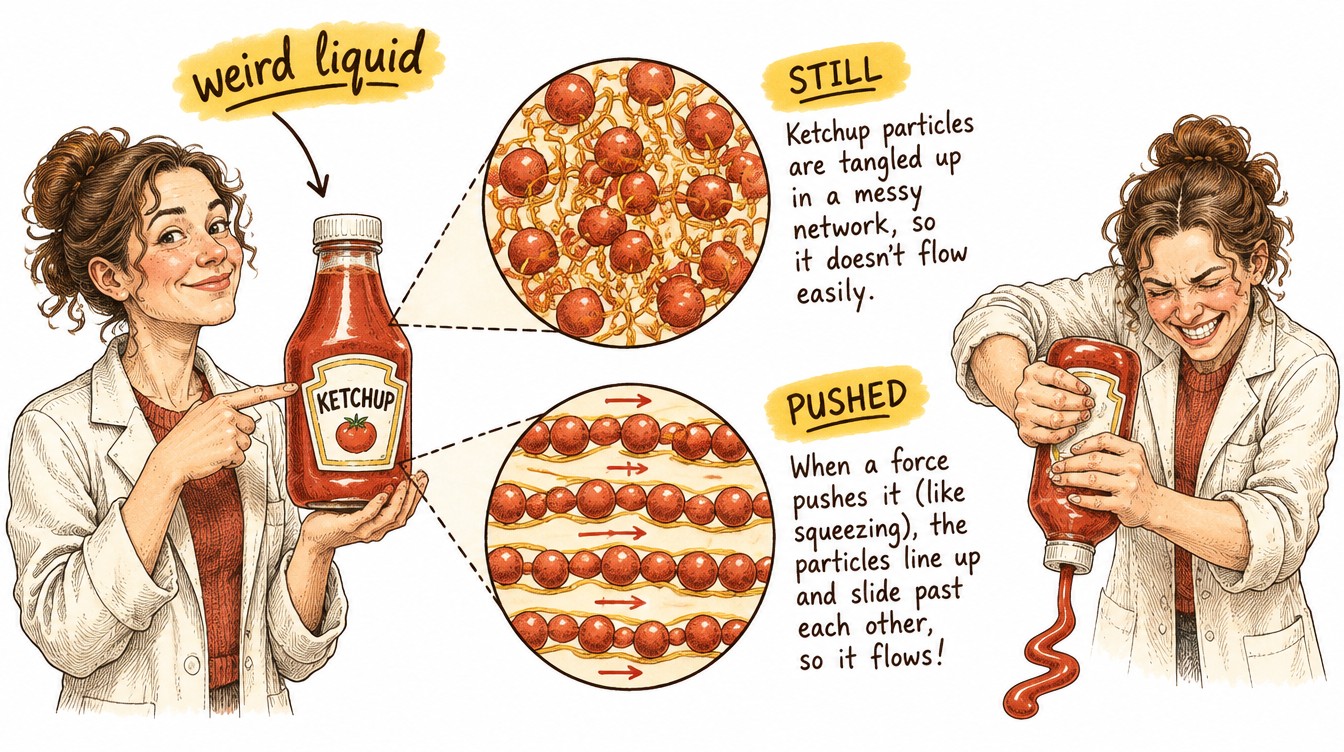 weird liquid
KETCHUP
STILL
Ketchup particles
are tangled up
in a messy
network, so
it doesn't flow
easily.
PUSHED
When a force
pushes it (like
squeezing), the
particles line up
and slide past
each other,
so it flows!